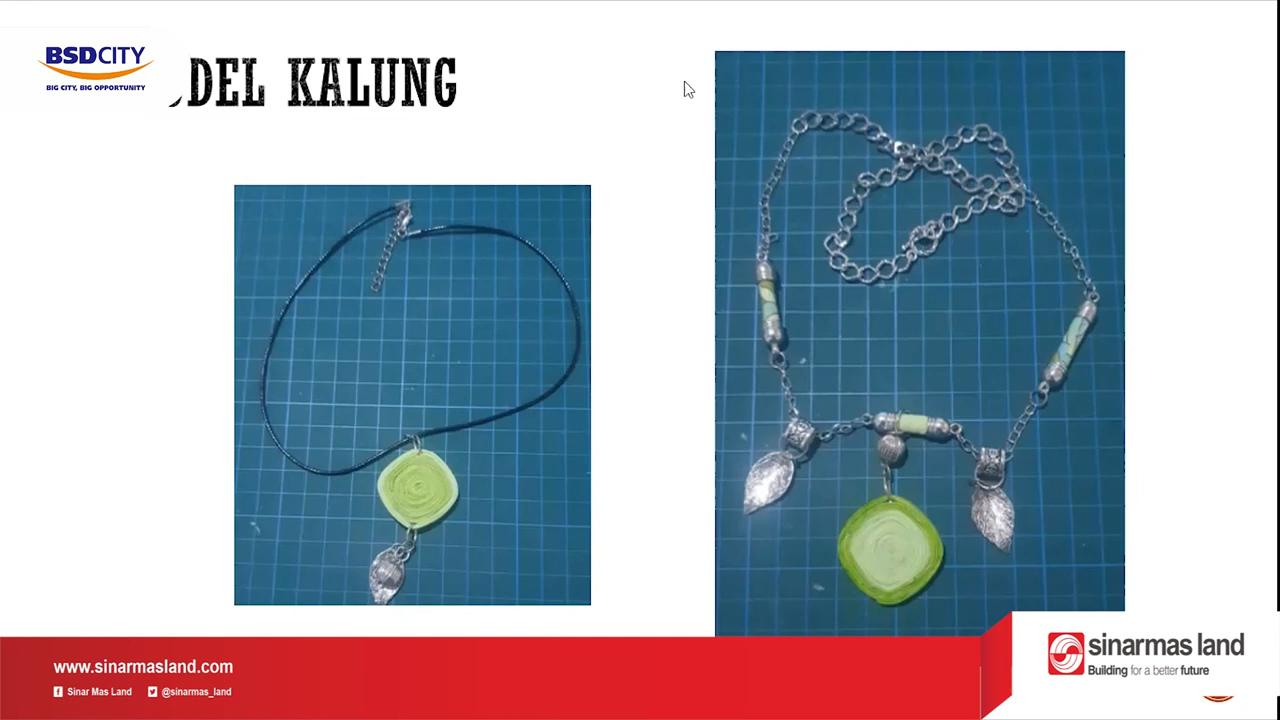 BSDCITY
BIG CITY, BIG OPPORTUNITY
DEL KALUNG
www.sinarmasland.com
Sinar Mas Land
@sinarmas_land
sinarmas land
Building for a better future